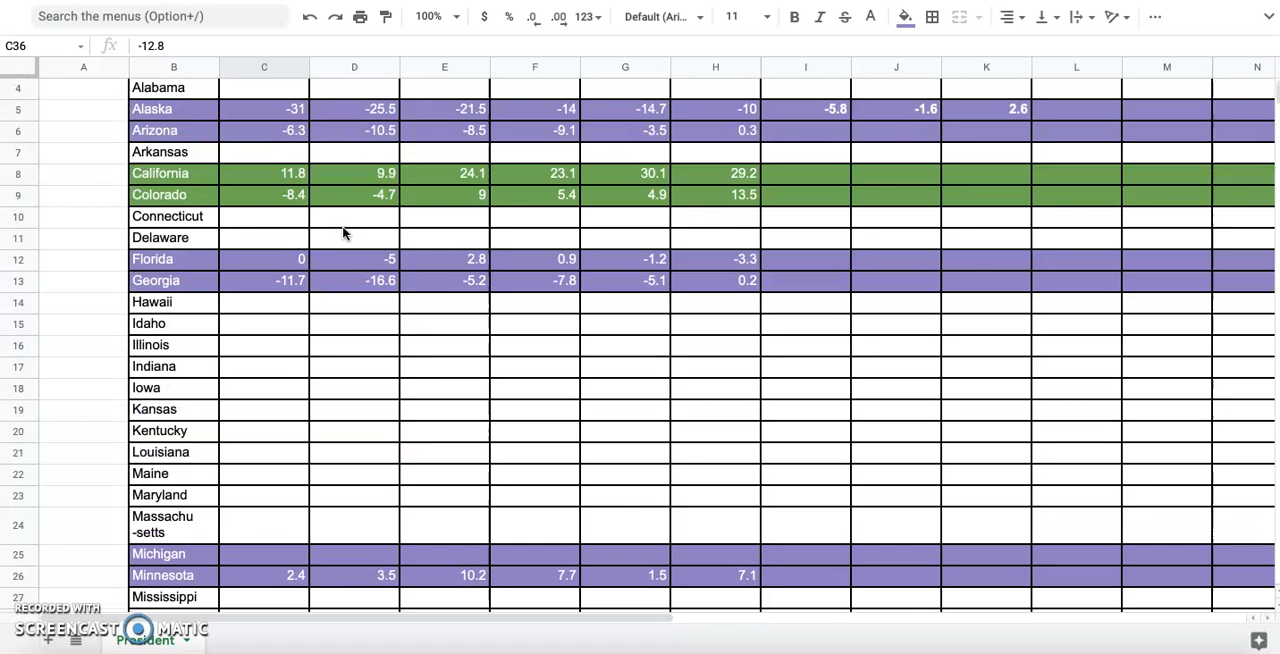 Search the menus (Option+/) 100% $ % .0 .00 123 Default (Ari... 11 B I S A ...
C36 fx -12.8
A B C D E F G H I J K L M N
4 Alabama
5 Alaska -31 -25.5 -21.5 -14 -14.7 -10 -5.8 -1.6 2.6
6 Arizona -6.3 -10.5 -8.5 -9.1 -3.5 0.3
7 Arkansas
8 California 11.8 9.9 24.1 23.1 30.1 29.2
9 Colorado -8.4 -4.7 9 5.4 4.9 13.5
10 Connecticut
11 Delaware
12 Florida 0 -5 2.8 0.9 -1.2 -3.3
13 Georgia -11.7 -16.6 -5.2 -7.8 -5.1 0.2
14 Hawaii
15 Idaho
16 Illinois
17 Indiana
18 Iowa
19 Kansas
20 Kentucky
21 Louisiana
22 Maine
23 Maryland
24 Massachu
-setts
25 Michigan
26 Minnesota 2.4 3.5 10.2 7.7 1.5 7.1
27 Mississippi
RECORDED WITH
SCREENCAST MATIC
President